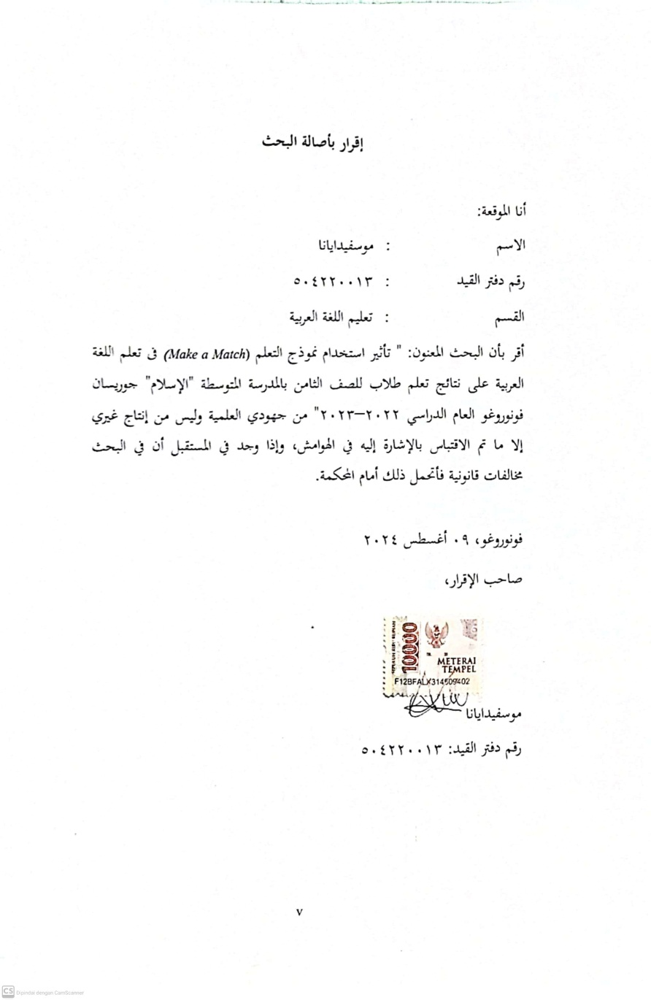 إقرار بأصالة البحث
أنا الموقعة:
الاسم : موسفيدايانا
رقم دفتر القيد : ٥٠٤٢٢٠٠١٣
القسم : تعليم اللغة العربية
أقر بأن البحث المعنون: " تأثير استخدام نموذج التعلم (Make a Match) فى تعلم اللغة
العربية على نتائج تعلم طلاب للصف الثامن بالمدرسة المتوسطة "الإسلام" جوريسان
فونوروغو العام الدراسي ٢٠٢٢–٢٠٢٣" من جهودي العلمية وليس من إنتاج غيري
إلا ما تم الاقتباس بالإشارة إليه في الهوامش، وإذا وجد في المستقبل أن في البحث
مخالفات قانونية فأتحمل ذلك أمام المحكمة.
فونوروغو، ٠٩ أغسطس ٢٠٢٤
صاحب الإقرار،
10000
METERAI
TEMPEL
F12BFALX314509402
موسفيدايانا
رقم دفتر القيد: ٥٠٤٢٢٠٠١٣
v
CS Dipindai dengan CamScanner